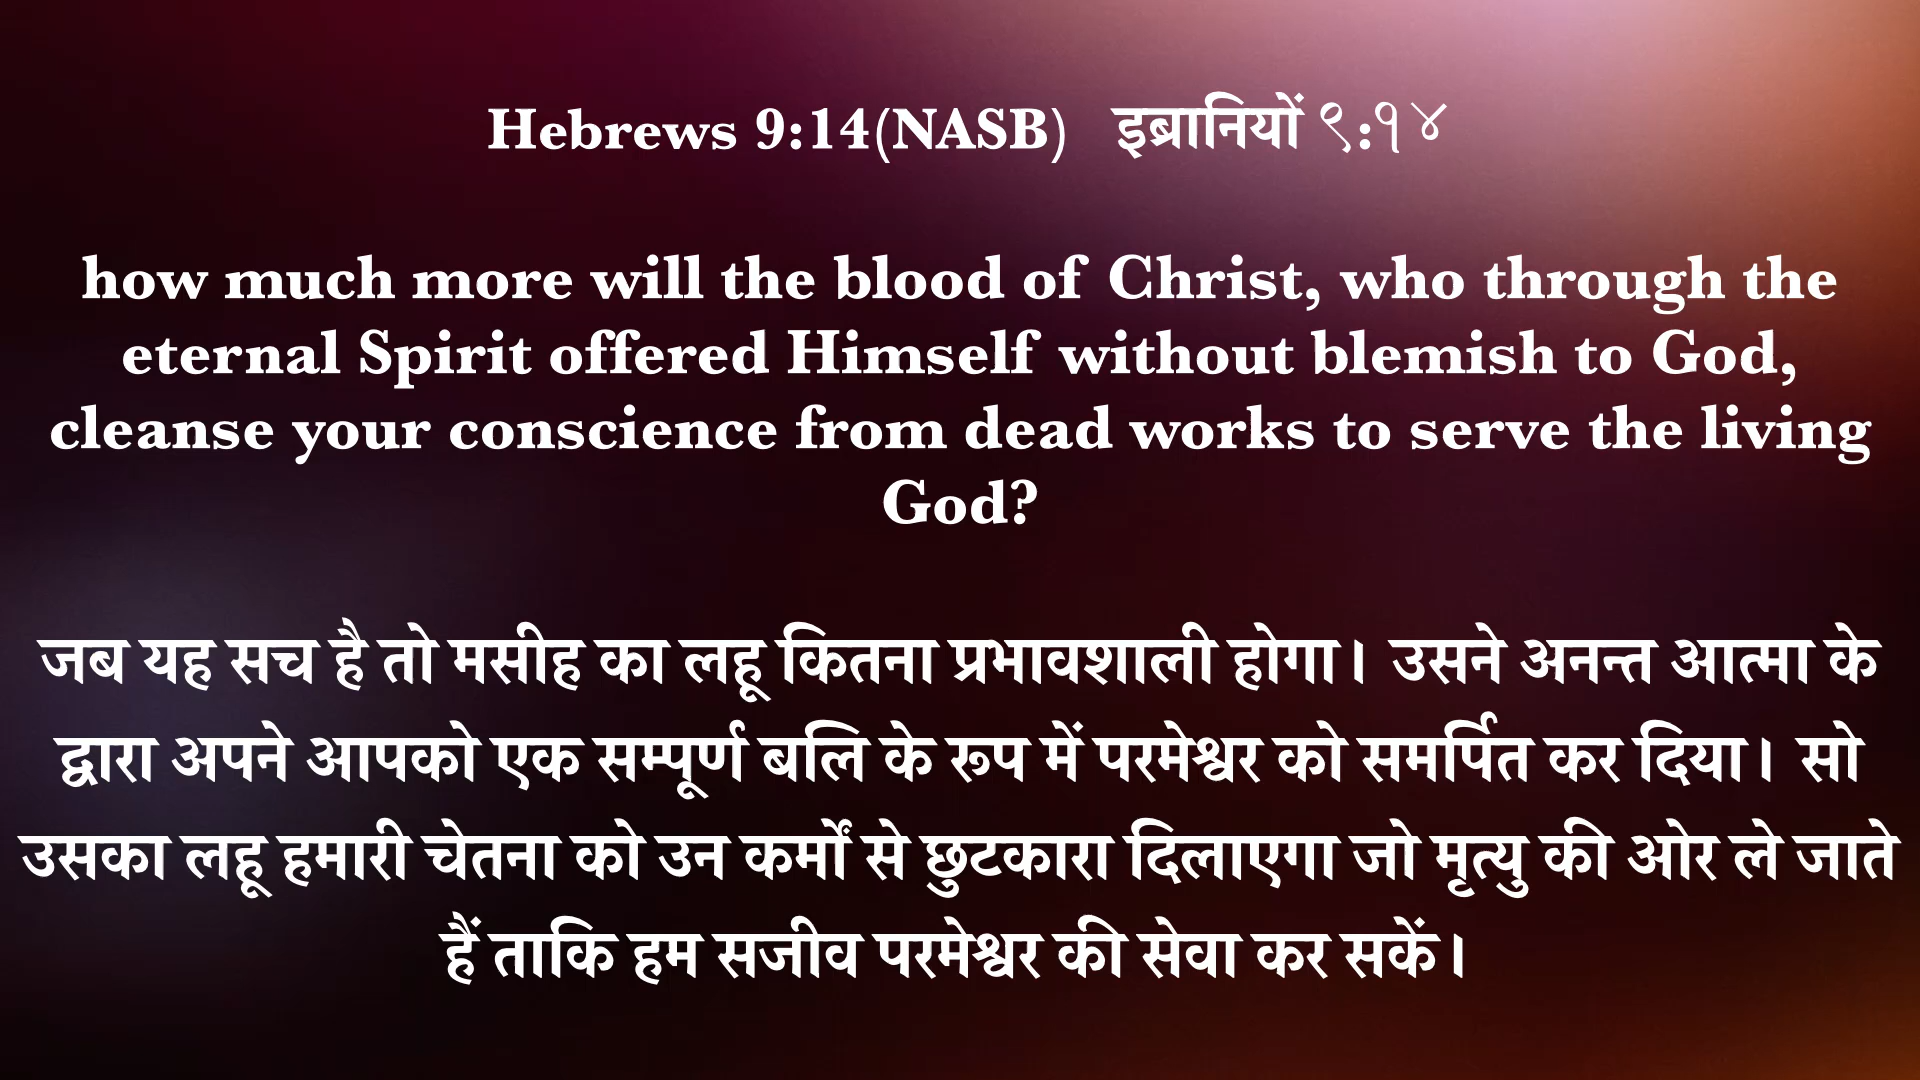 Hebrews 9:14(NASB) इब्रानियों ९:१४
how much more will the blood of Christ, who through the
eternal Spirit offered Himself without blemish to God,
cleanse your conscience from dead works to serve the living
God?
जब यह सच है तो मसीह का लहू कितना प्रभावशाली होगा। उसने अनन्त आत्मा के
द्वारा अपने आपको एक सम्पूर्ण बलि के रूप में परमेश्वर को समर्पित कर दिया। सो
उसका लहू हमारी चेतना को उन कर्मों से छुटकारा दिलाएगा जो मृत्यु की ओर ले जाते
हैं ताकि हम सजीव परमेश्वर की सेवा कर सकें।